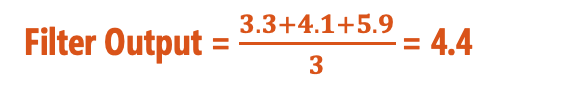 Filter Output = 3.3+4.1+5.9 / 3 = 4.4